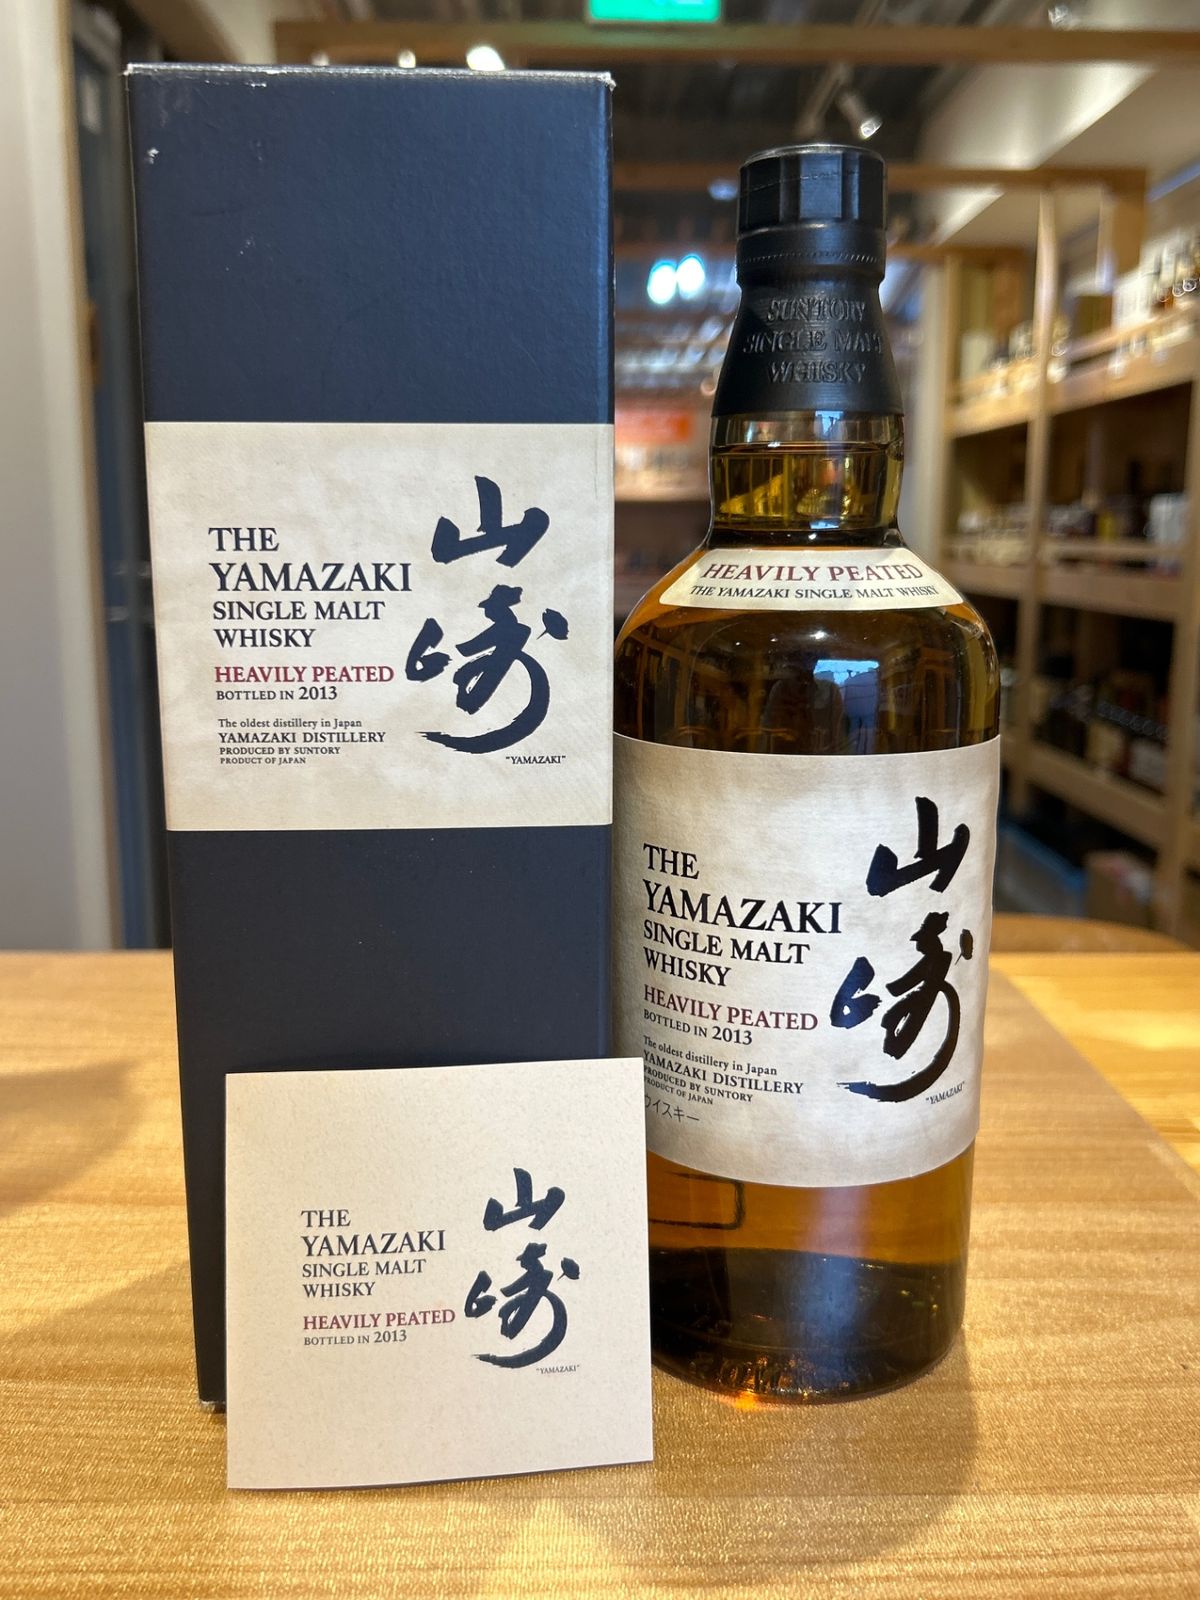 THE
YAMAZAKI
SINGLE MALT
WHISKY
HEAVILY PEATED
BOTTLED IN 2013
The oldest distillery in Japan
YAMAZAKI DISTILLERY
PRODUCED BY SUNTORY
PRODUCT OF JAPAN
山崎
"YAMAZAKI"
SUNTORY
SINGLE MALT
WHISKY
HEAVILY PEATED
THE YAMAZAKI SINGLE MALT WHISKY
THE
YAMAZAKI
SINGLE MALT
WHISKY
HEAVILY PEATED
BOTTLED IN 2013
The oldest distillery in Japan
YAMAZAKI DISTILLERY
PRODUCED BY SUNTORY
PRODUCT OF JAPAN
ウイスキー
山崎
"YAMAZAKI"
THE
YAMAZAKI
SINGLE MALT
WHISKY
HEAVILY PEATED
BOTTLED IN 2013
山崎
"YAMAZAKI"